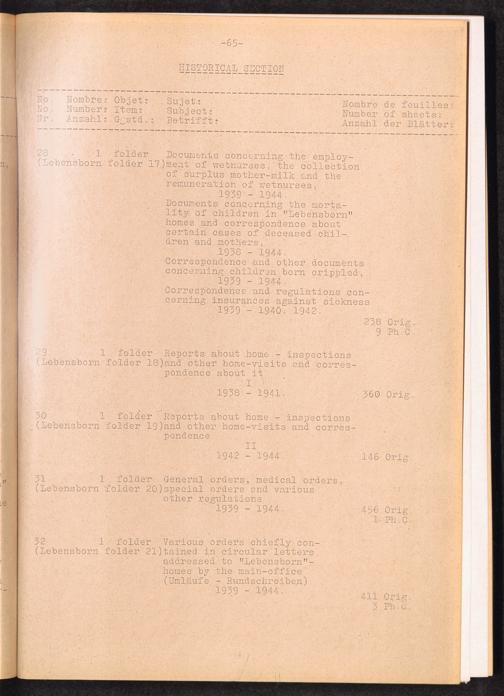 -65-
HISTORICAL SECTION
No. Nombre: Objet: Sujet: Nombre de feuilles:
No. Number: Item: Subject: Number of sheets:
Nr. Anzahl: G_std.: Betrifft: Anzahl der Blätter:
28 1 folder Documents concerning the employ-
(Lebensborn folder 17)ment of wetnurses, the collection
of surplus mother-milk and the
remuneration of wetnurses,
1939 - 1944.
Documents concerning the morta-
lity of children in "Lebensborn"
homes and correspondence about
certain cases of deceased chil-
dren and mothers,
1938 - 1944.
Correspondence and other documents
concerning children born crippled,
1939 - 1944.
Correspondence and regulations con-
cerning insurances against sickness
1939 - 1940. 1942.
238 Orig.
9 Ph.C.
29 1 folder Reports about home - inspections
(Lebensborn folder 18)and other home-visits and corres-
pondence about it
I
1938 - 1941. 360 Orig.
30 1 folder Reports about home - inspections
(Lebensborn folder 19)and other home-visits and corres-
pondence
II
1942 - 1944. 146 Orig.
31 1 folder General orders, medical orders,
(Lebensborn folder 20)special orders and various
other regulations
1939 - 1944. 456 Orig.
1 Ph.C.
32 1 folder Various orders chiefly con-
(Lebensborn folder 21)tained in circular letters
addressed to "Lebensborn"-
homes by the main-office
(Umläufe - Rundschreiben)
1939 - 1944.
411 Orig.
3 Ph.C.